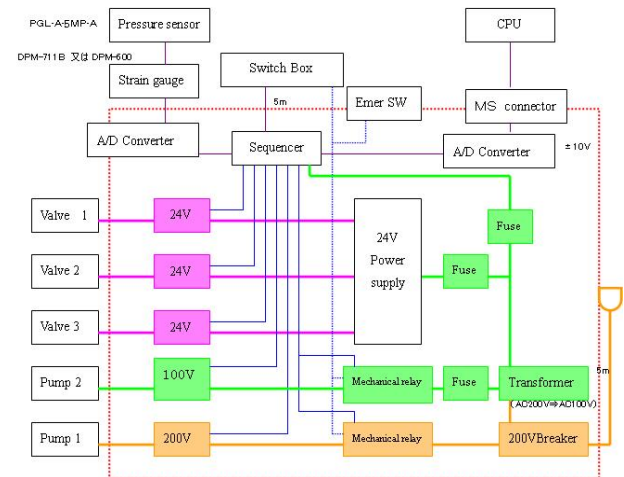 PGL-A-5MP-A
Pressure sensor
CPU
DPM-711B 又は DPM-600
Strain gauge
Switch Box
5m
Emer SW
MS connector
A/D Converter
Sequencer
A/D Converter
±10V
Valve 1
24V
24V
Power
supply
Fuse
Valve 2
24V
Fuse
Valve 3
24V
Pump 2
100V
Mechanical relay
Fuse
Transformer
5m
(AC200V⇒AC100V)
Pump 1
200V
Mechanical relay
200VBreaker